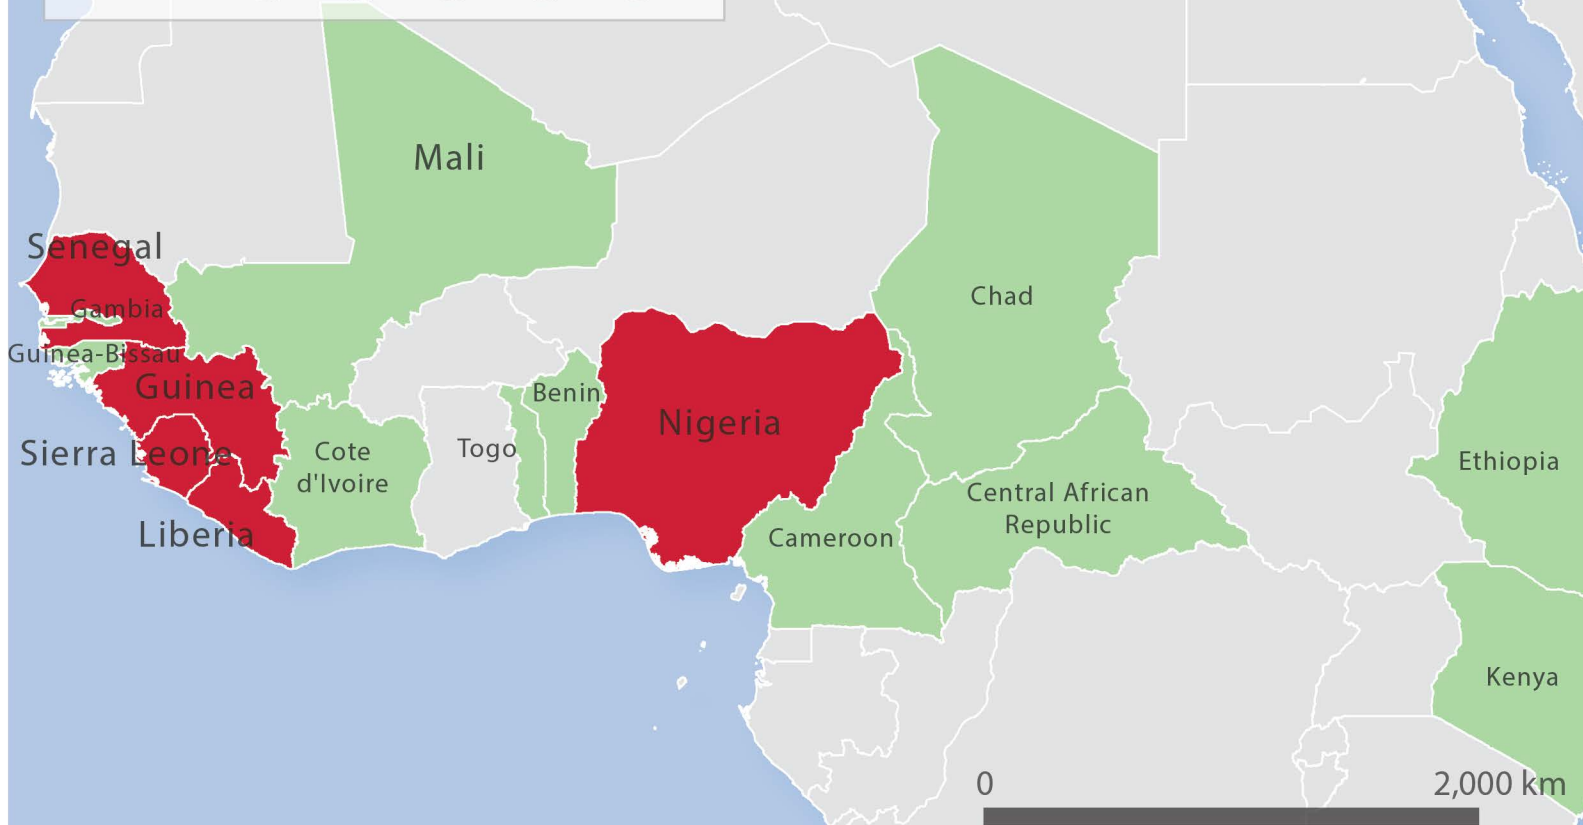 Mali
Senegal
Gambia
Guinea-Bissau
Guinea
Sierra Leone
Liberia
Cote
d'Ivoire
Togo
Benin
Nigeria
Chad
Cameroon
Central African
Republic
Ethiopia
Kenya
0
2,000 km